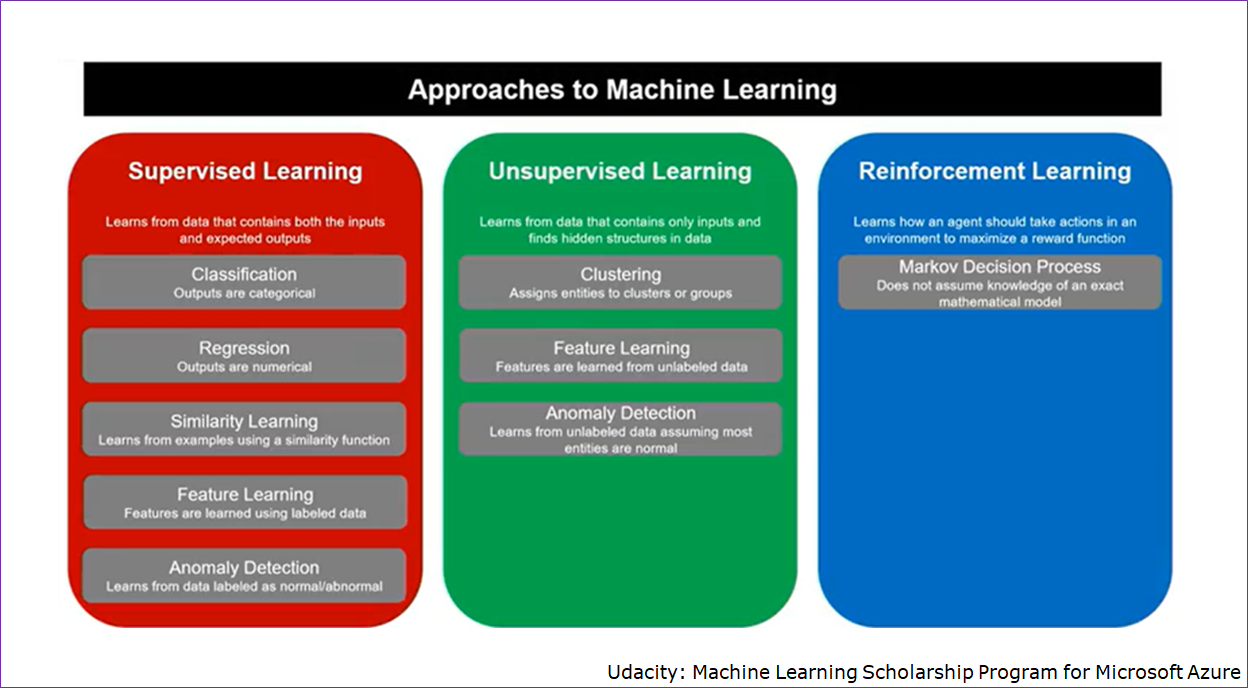 Approaches to Machine Learning
Supervised Learning
Learns from data that contains both the inputs
and expected outputs
Classification
Outputs are categorical
Regression
Outputs are numerical
Similarity Learning
Learns from examples using a similarity function
Feature Learning
Features are learned using labeled data
Anomaly Detection
Learns from data labeled as normal/abnormal
Unsupervised Learning
Learns from data that contains only inputs and
finds hidden structures in data
Clustering
Assigns entities to clusters or groups
Feature Learning
Features are learned from unlabeled data
Anomaly Detection
Learns from unlabeled data assuming most
entities are normal
Reinforcement Learning
Learns how an agent should take actions in an
environment to maximize a reward function
Markov Decision Process
Does not assume knowledge of an exact
mathematical model
Udacity: Machine Learning Scholarship Program for Microsoft Azure